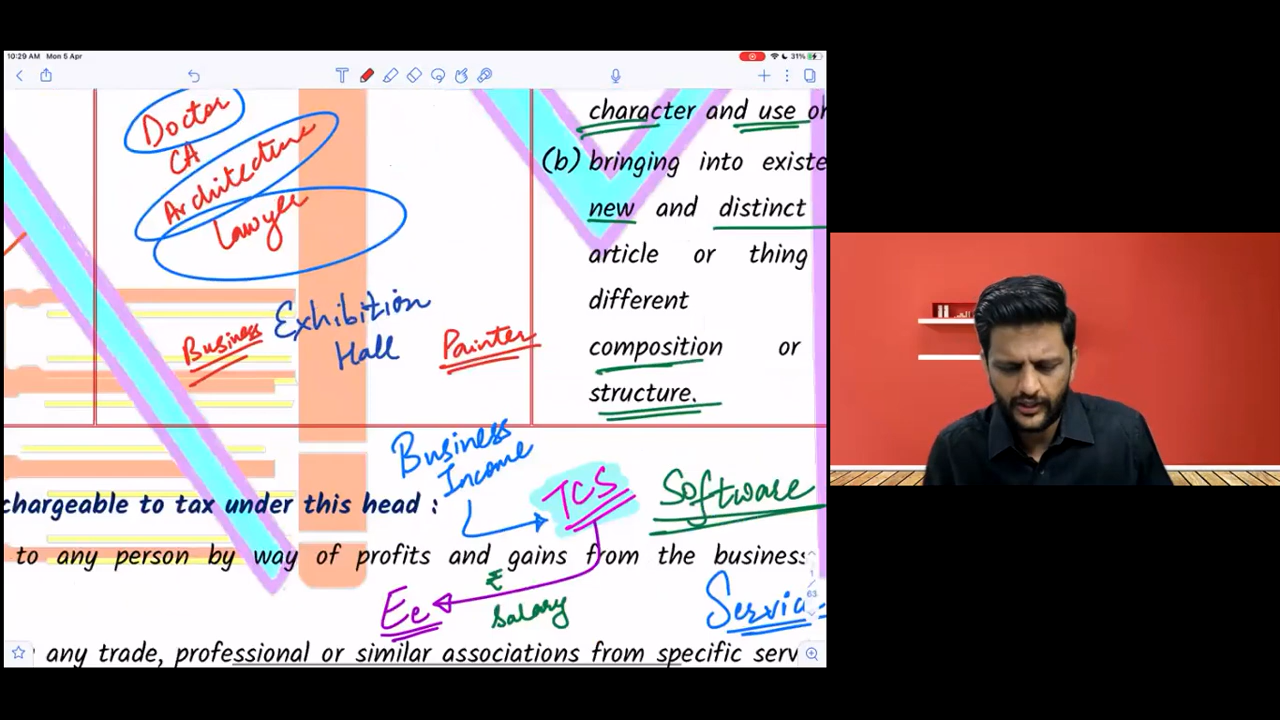 10:29 AM Mon 5 Apr
31%
Doctor
CA
Architecture
Lawyer
Business
Exhibition
Hall
Painter
character and use or
(b) bringing into existe
new and distinct
article or thing
different
composition or
structure.
Business
Income
TCS
Software
chargeable to tax under this head :
to any person by way of profits and gains from the business
₹
Ee
Salary
Servic
1
63
any trade, professional or similar associations from specific serv